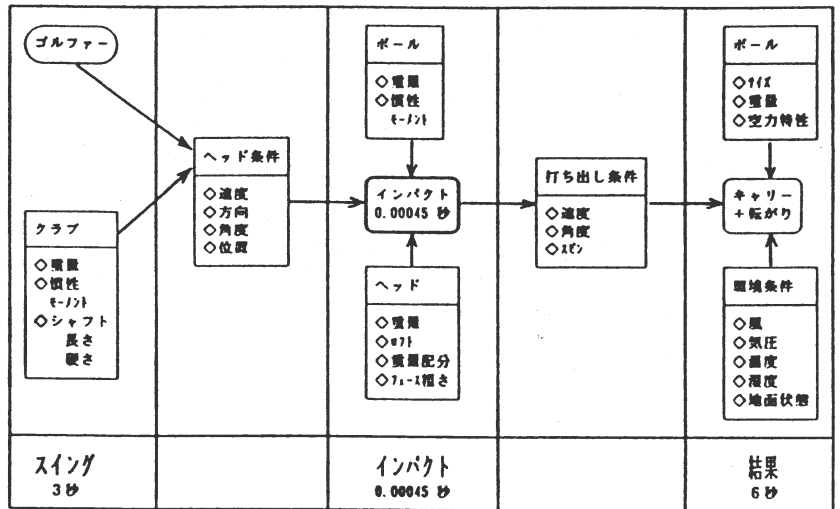 ゴルファー
クラブ
◇重量
◇慣性
モーメント
◇シャフト
長さ
硬さ
ヘッド条件
◇速度
◇方向
◇角度
◇位置
ボール
◇重量
◇慣性
モーメント
インパクト
0.00045 秒
ヘッド
◇重量
◇ロフト
◇重量配分
◇フェース粗さ
打ち出し条件
◇速度
◇角度
◇スピン
ボール
◇サイズ
◇重量
◇空力特性
キャリー
+転がり
環境条件
◇風
◇気圧
◇温度
◇湿度
◇地面状態
スイング
3秒
インパクト
0.00045 秒
結果
6秒